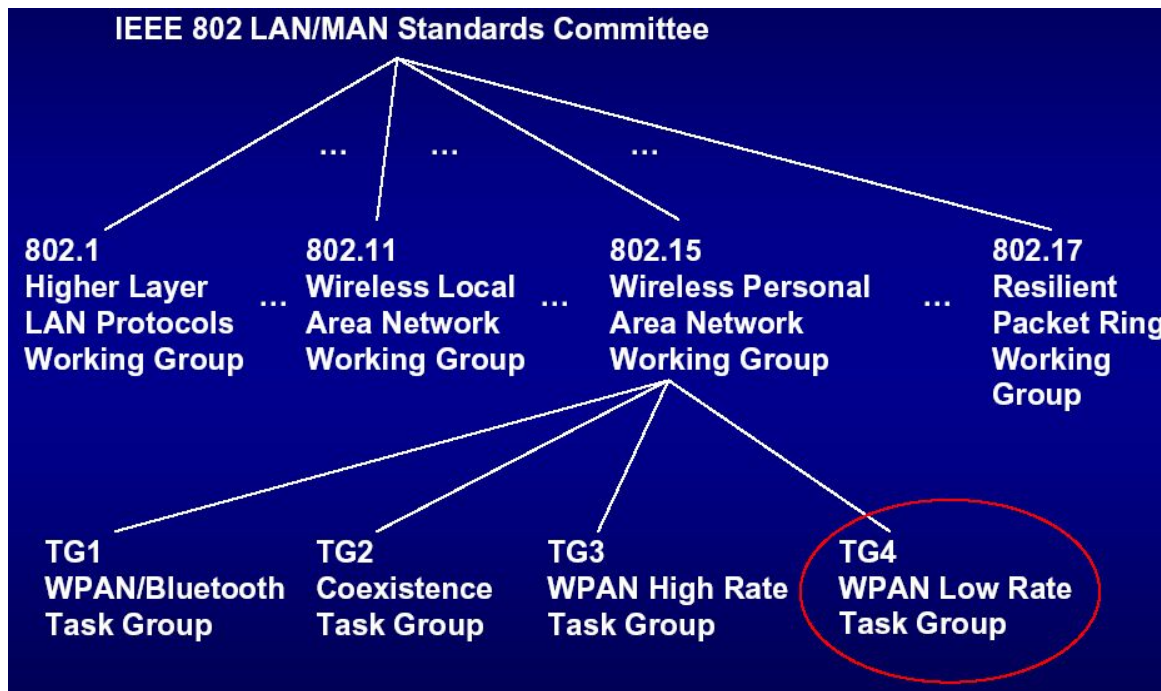 IEEE 802 LAN/MAN Standards Committee
... ... ...
802.1
Higher Layer
LAN Protocols
Working Group
...
802.11
Wireless Local
Area Network
Working Group
...
802.15
Wireless Personal
Area Network
Working Group
...
802.17
Resilient
Packet Ring
Working
Group
TG1
WPAN/Bluetooth
Task Group
TG2
Coexistence
Task Group
TG3
WPAN High Rate
Task Group
TG4
WPAN Low Rate
Task Group